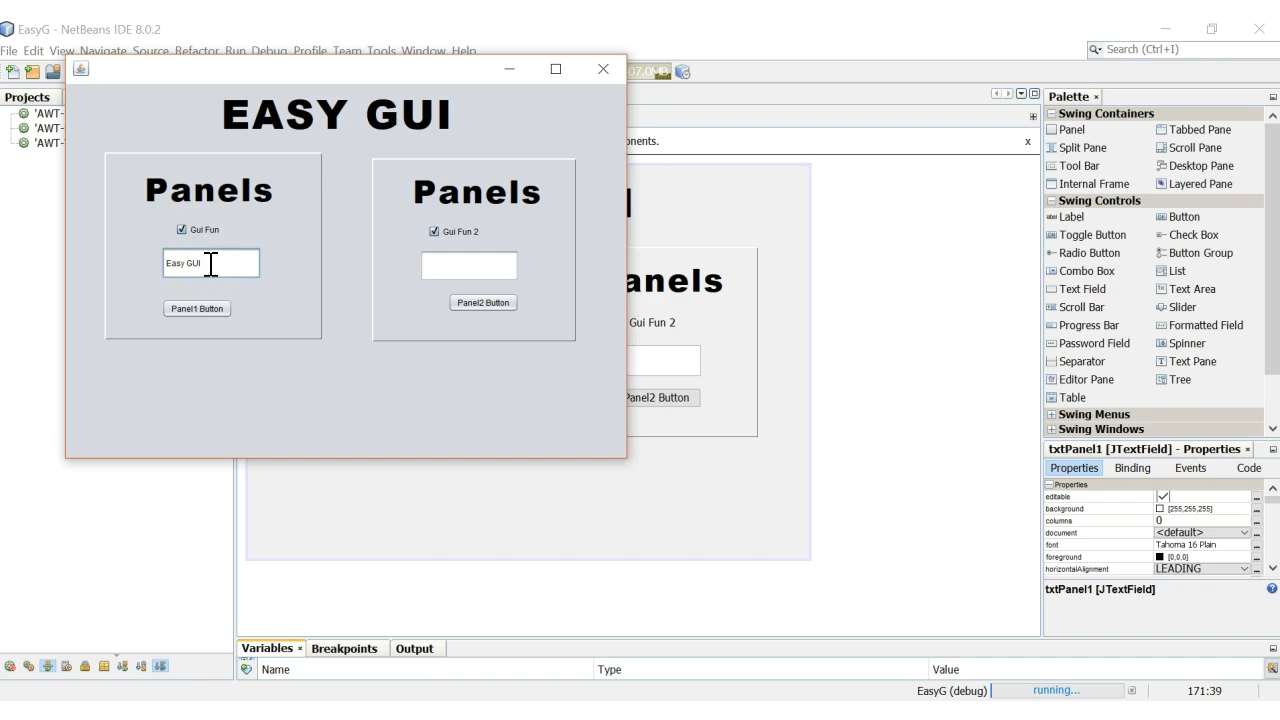 EasyG - NetBeans IDE 8.0.2
File Edit View Navigate Source Refactor Run Debug Profile Team Tools Window Help
Search (Ctrl+I)
07.0MB
Projects
'AWT-
'AWT-
'AWT-
EASY GUI
Panels
Gui Fun
Easy GUI
Panel1 Button
Panels
Gui Fun 2
Panel2 Button
onents.
x
anels
Gui Fun 2
Panel2 Button
Palette ×
Swing Containers
Panel Tabbed Pane
Split Pane Scroll Pane
Tool Bar Desktop Pane
Internal Frame Layered Pane
Swing Controls
Label Button
Toggle Button Check Box
Radio Button Button Group
Combo Box List
Text Field Text Area
Scroll Bar Slider
Progress Bar Formatted Field
Password Field Spinner
Separator Text Pane
Editor Pane Tree
Table
Swing Menus
Swing Windows
txtPanel1 [JTextField] - Properties ×
Properties Binding Events Code
Properties
editable
background [255,255,255]
columns 0
document <default>
font Tahoma 16 Plain
foreground [0,0,0]
horizontalAlignment LEADING
txtPanel1 [JTextField]
Variables × Breakpoints Output
Name Type Value
EasyG (debug) running... 171:39